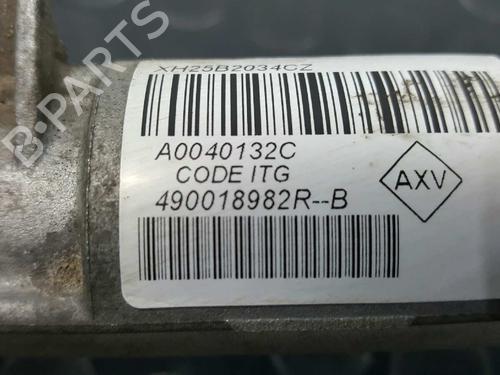 XH25B2034CZ
A0040132C
CODE ITG
490018982R--B
AXV
B-PARTS